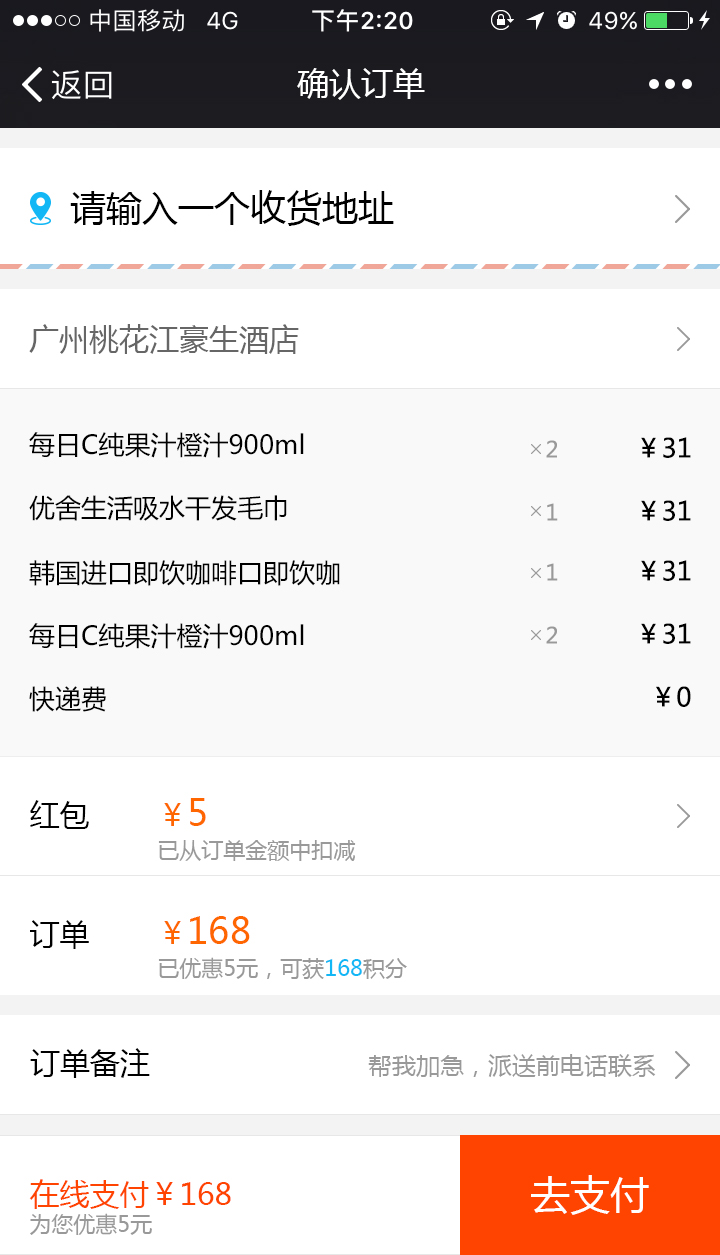 中国移动 4G 下午2:20 49%
返回 确认订单
请输入一个收货地址
广州桃花江豪生酒店
每日C纯果汁橙汁900ml ×2 ¥31
优舍生活吸水干发毛巾 ×1 ¥31
韩国进口即饮咖啡口即饮咖 ×1 ¥31
每日C纯果汁橙汁900ml ×2 ¥31
快递费 ¥0
红包 ¥5
已从订单金额中扣减
订单 ¥168
已优惠5元，可获168积分
订单备注 帮我加急，派送前电话联系
在线支付¥168 去支付
为您优惠5元